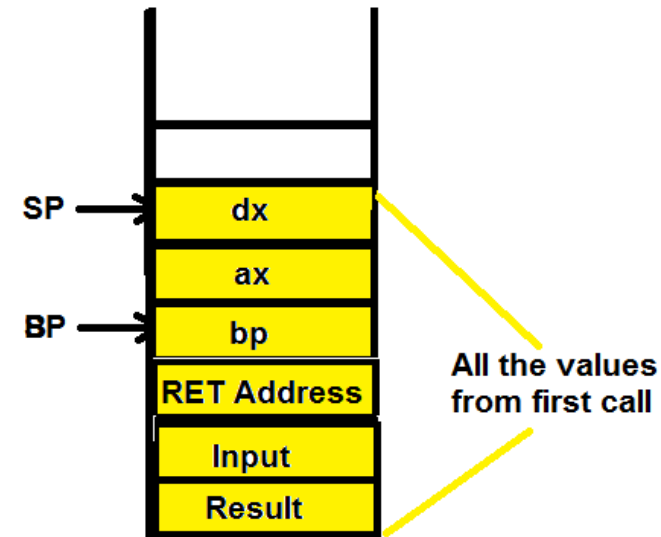 SP
dx
ax
BP
bp
RET Address
Input
Result
All the values
from first call